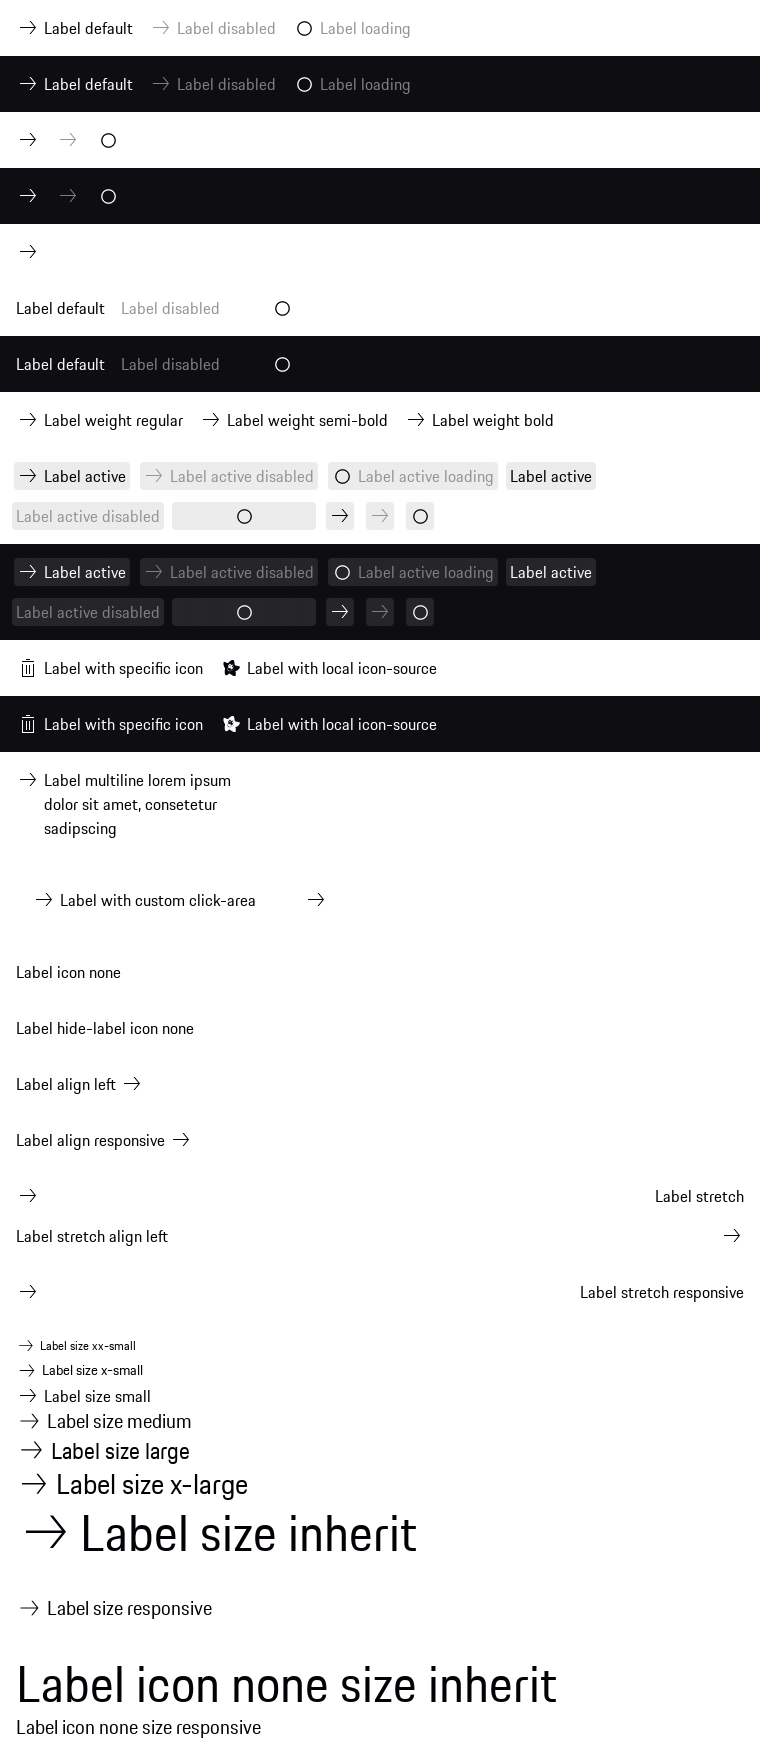 Label default Label disabled Label loading
Label default Label disabled Label loading
Label default Label disabled
Label default Label disabled
Label weight regular Label weight semi-bold Label weight bold
Label active Label active disabled Label active loading Label active
Label active disabled
Label active Label active disabled Label active loading Label active
Label active disabled
Label with specific icon Label with local icon-source
Label with specific icon Label with local icon-source
Label multiline lorem ipsum
dolor sit amet, consetetur
sadipscing
Label with custom click-area
Label icon none
Label hide-label icon none
Label align left
Label align responsive
Label stretch
Label stretch align left
Label stretch responsive
Label size xx-small
Label size x-small
Label size small
Label size medium
Label size large
Label size x-large
Label size inherit
Label size responsive
Label icon none size inherit
Label icon none size responsive